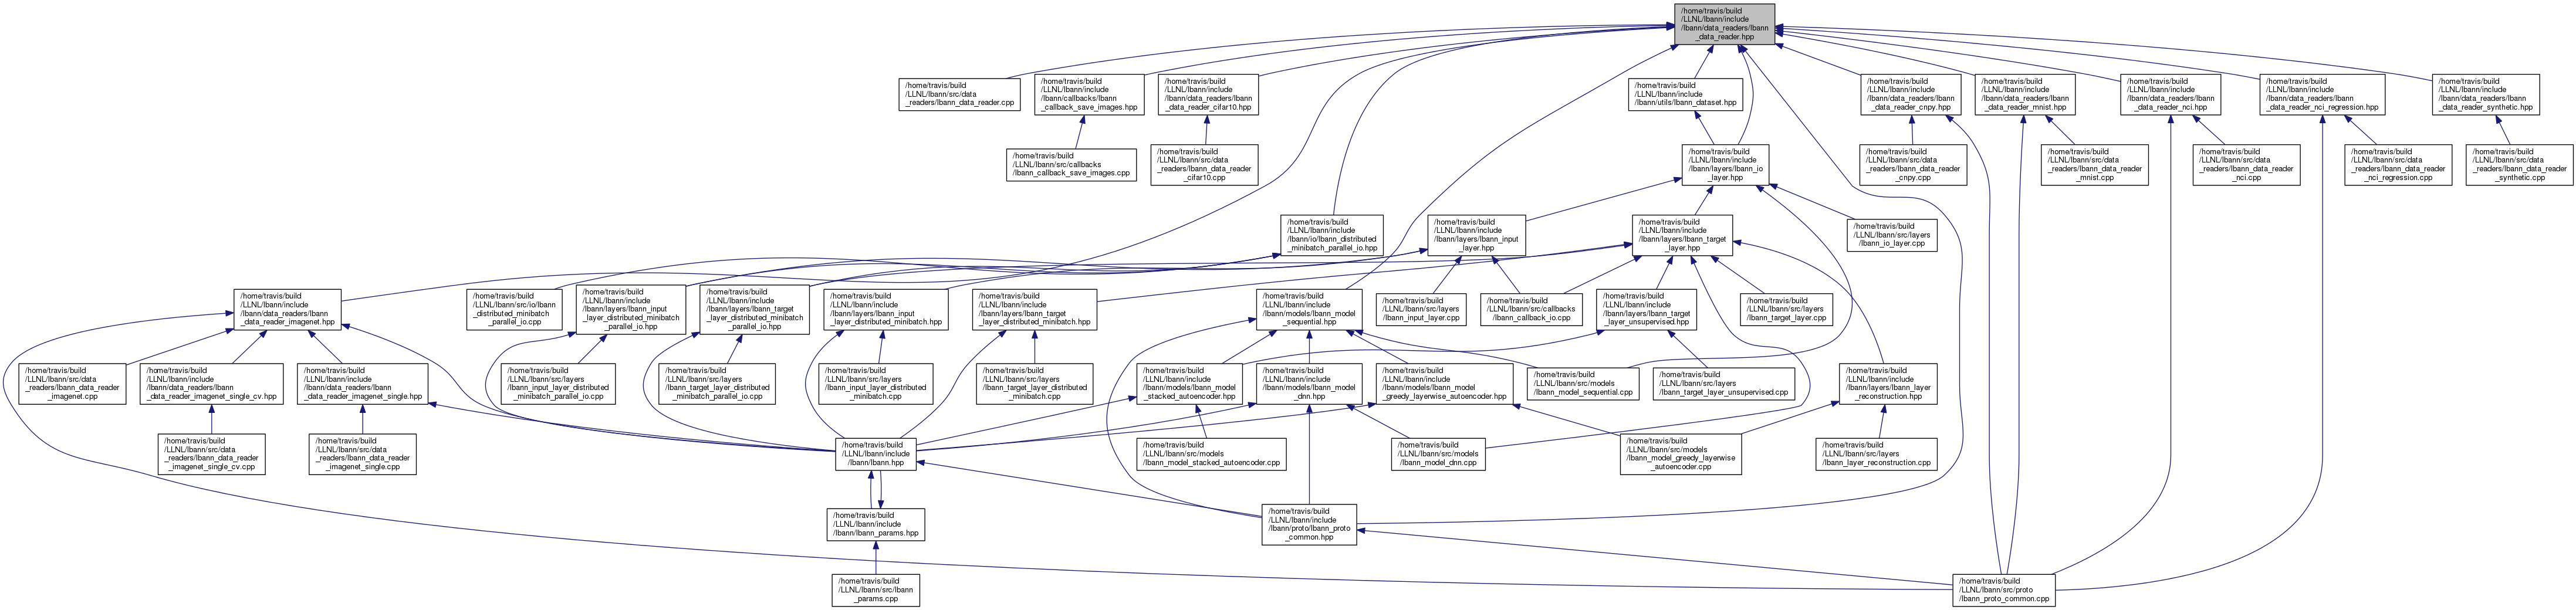 /home/travis/build
/LLNL/lbann/include
/lbann/data_readers/lbann
_data_reader.hpp
/home/travis/build
/LLNL/lbann/src/data
_readers/lbann_data_reader.cpp
/home/travis/build
/LLNL/lbann/include
/lbann/callbacks/lbann
_callback_save_images.hpp
/home/travis/build
/LLNL/lbann/include
/lbann/data_readers/lbann
_data_reader_cifar10.hpp
/home/travis/build
/LLNL/lbann/include
/lbann/utils/lbann_dataset.hpp
/home/travis/build
/LLNL/lbann/include
/lbann/data_readers/lbann
_data_reader_cnpy.hpp
/home/travis/build
/LLNL/lbann/include
/lbann/data_readers/lbann
_data_reader_mnist.hpp
/home/travis/build
/LLNL/lbann/include
/lbann/data_readers/lbann
_data_reader_nci.hpp
/home/travis/build
/LLNL/lbann/include
/lbann/data_readers/lbann
_data_reader_nci_regression.hpp
/home/travis/build
/LLNL/lbann/include
/lbann/data_readers/lbann
_data_reader_synthetic.hpp
/home/travis/build
/LLNL/lbann/src/callbacks
/lbann_callback_save_images.cpp
/home/travis/build
/LLNL/lbann/src/data
_readers/lbann_data_reader
_cifar10.cpp
/home/travis/build
/LLNL/lbann/include
/lbann/layers/lbann_io
_layer.hpp
/home/travis/build
/LLNL/lbann/src/data
_readers/lbann_data_reader
_cnpy.cpp
/home/travis/build
/LLNL/lbann/src/data
_readers/lbann_data_reader
_mnist.cpp
/home/travis/build
/LLNL/lbann/src/data
_readers/lbann_data_reader
_nci.cpp
/home/travis/build
/LLNL/lbann/src/data
_readers/lbann_data_reader
_nci_regression.cpp
/home/travis/build
/LLNL/lbann/src/data
_readers/lbann_data_reader
_synthetic.cpp
/home/travis/build
/LLNL/lbann/include
/lbann/io/lbann_distributed
_minibatch_parallel_io.hpp
/home/travis/build
/LLNL/lbann/include
/lbann/layers/lbann_input
_layer.hpp
/home/travis/build
/LLNL/lbann/include
/lbann/layers/lbann_target
_layer.hpp
/home/travis/build
/LLNL/lbann/src/layers
/lbann_io_layer.cpp
/home/travis/build
/LLNL/lbann/include
/lbann/data_readers/lbann
_data_reader_imagenet.hpp
/home/travis/build
/LLNL/lbann/src/io/lbann
_distributed_minibatch
_parallel_io.cpp
/home/travis/build
/LLNL/lbann/include
/lbann/layers/lbann_input
_layer_distributed_minibatch
_parallel_io.hpp
/home/travis/build
/LLNL/lbann/include
/lbann/layers/lbann_target
_layer_distributed_minibatch
_parallel_io.hpp
/home/travis/build
/LLNL/lbann/include
/lbann/layers/lbann_input
_layer_distributed_minibatch.hpp
/home/travis/build
/LLNL/lbann/include
/lbann/layers/lbann_target
_layer_distributed_minibatch.hpp
/home/travis/build
/LLNL/lbann/include
/lbann/models/lbann_model
_sequential.hpp
/home/travis/build
/LLNL/lbann/src/layers
/lbann_input_layer.cpp
/home/travis/build
/LLNL/lbann/src/callbacks
/lbann_callback_io.cpp
/home/travis/build
/LLNL/lbann/include
/lbann/layers/lbann_target
_layer_unsupervised.hpp
/home/travis/build
/LLNL/lbann/src/layers
/lbann_target_layer.cpp
/home/travis/build
/LLNL/lbann/src/data
_readers/lbann_data_reader
_imagenet.cpp
/home/travis/build
/LLNL/lbann/include
/lbann/data_readers/lbann
_data_reader_imagenet_single_cv.hpp
/home/travis/build
/LLNL/lbann/include
/lbann/data_readers/lbann
_data_reader_imagenet_single.hpp
/home/travis/build
/LLNL/lbann/src/layers
/lbann_input_layer_distributed
_minibatch_parallel_io.cpp
/home/travis/build
/LLNL/lbann/src/layers
/lbann_target_layer_distributed
_minibatch_parallel_io.cpp
/home/travis/build
/LLNL/lbann/src/layers
/lbann_input_layer_distributed
_minibatch.cpp
/home/travis/build
/LLNL/lbann/src/layers
/lbann_target_layer_distributed
_minibatch.cpp
/home/travis/build
/LLNL/lbann/include
/lbann/models/lbann_model
_stacked_autoencoder.hpp
/home/travis/build
/LLNL/lbann/include
/lbann/models/lbann_model
_dnn.hpp
/home/travis/build
/LLNL/lbann/include
/lbann/models/lbann_model
_greedy_layerwise_autoencoder.hpp
/home/travis/build
/LLNL/lbann/src/models
/lbann_model_sequential.cpp
/home/travis/build
/LLNL/lbann/src/layers
/lbann_target_layer_unsupervised.cpp
/home/travis/build
/LLNL/lbann/include
/lbann/layers/lbann_layer
_reconstruction.hpp
/home/travis/build
/LLNL/lbann/src/data
_readers/lbann_data_reader
_imagenet_single_cv.cpp
/home/travis/build
/LLNL/lbann/src/data
_readers/lbann_data_reader
_imagenet_single.cpp
/home/travis/build
/LLNL/lbann/include
/lbann/lbann.hpp
/home/travis/build
/LLNL/lbann/src/models
/lbann_model_stacked_autoencoder.cpp
/home/travis/build
/LLNL/lbann/src/models
/lbann_model_dnn.cpp
/home/travis/build
/LLNL/lbann/src/models
/lbann_model_greedy_layerwise
_autoencoder.cpp
/home/travis/build
/LLNL/lbann/src/layers
/lbann_layer_reconstruction.cpp
/home/travis/build
/LLNL/lbann/include
/lbann/lbann_params.hpp
/home/travis/build
/LLNL/lbann/include
/lbann/proto/lbann_proto
_common.hpp
/home/travis/build
/LLNL/lbann/src/lbann
_params.cpp
/home/travis/build
/LLNL/lbann/src/proto
/lbann_proto_common.cpp